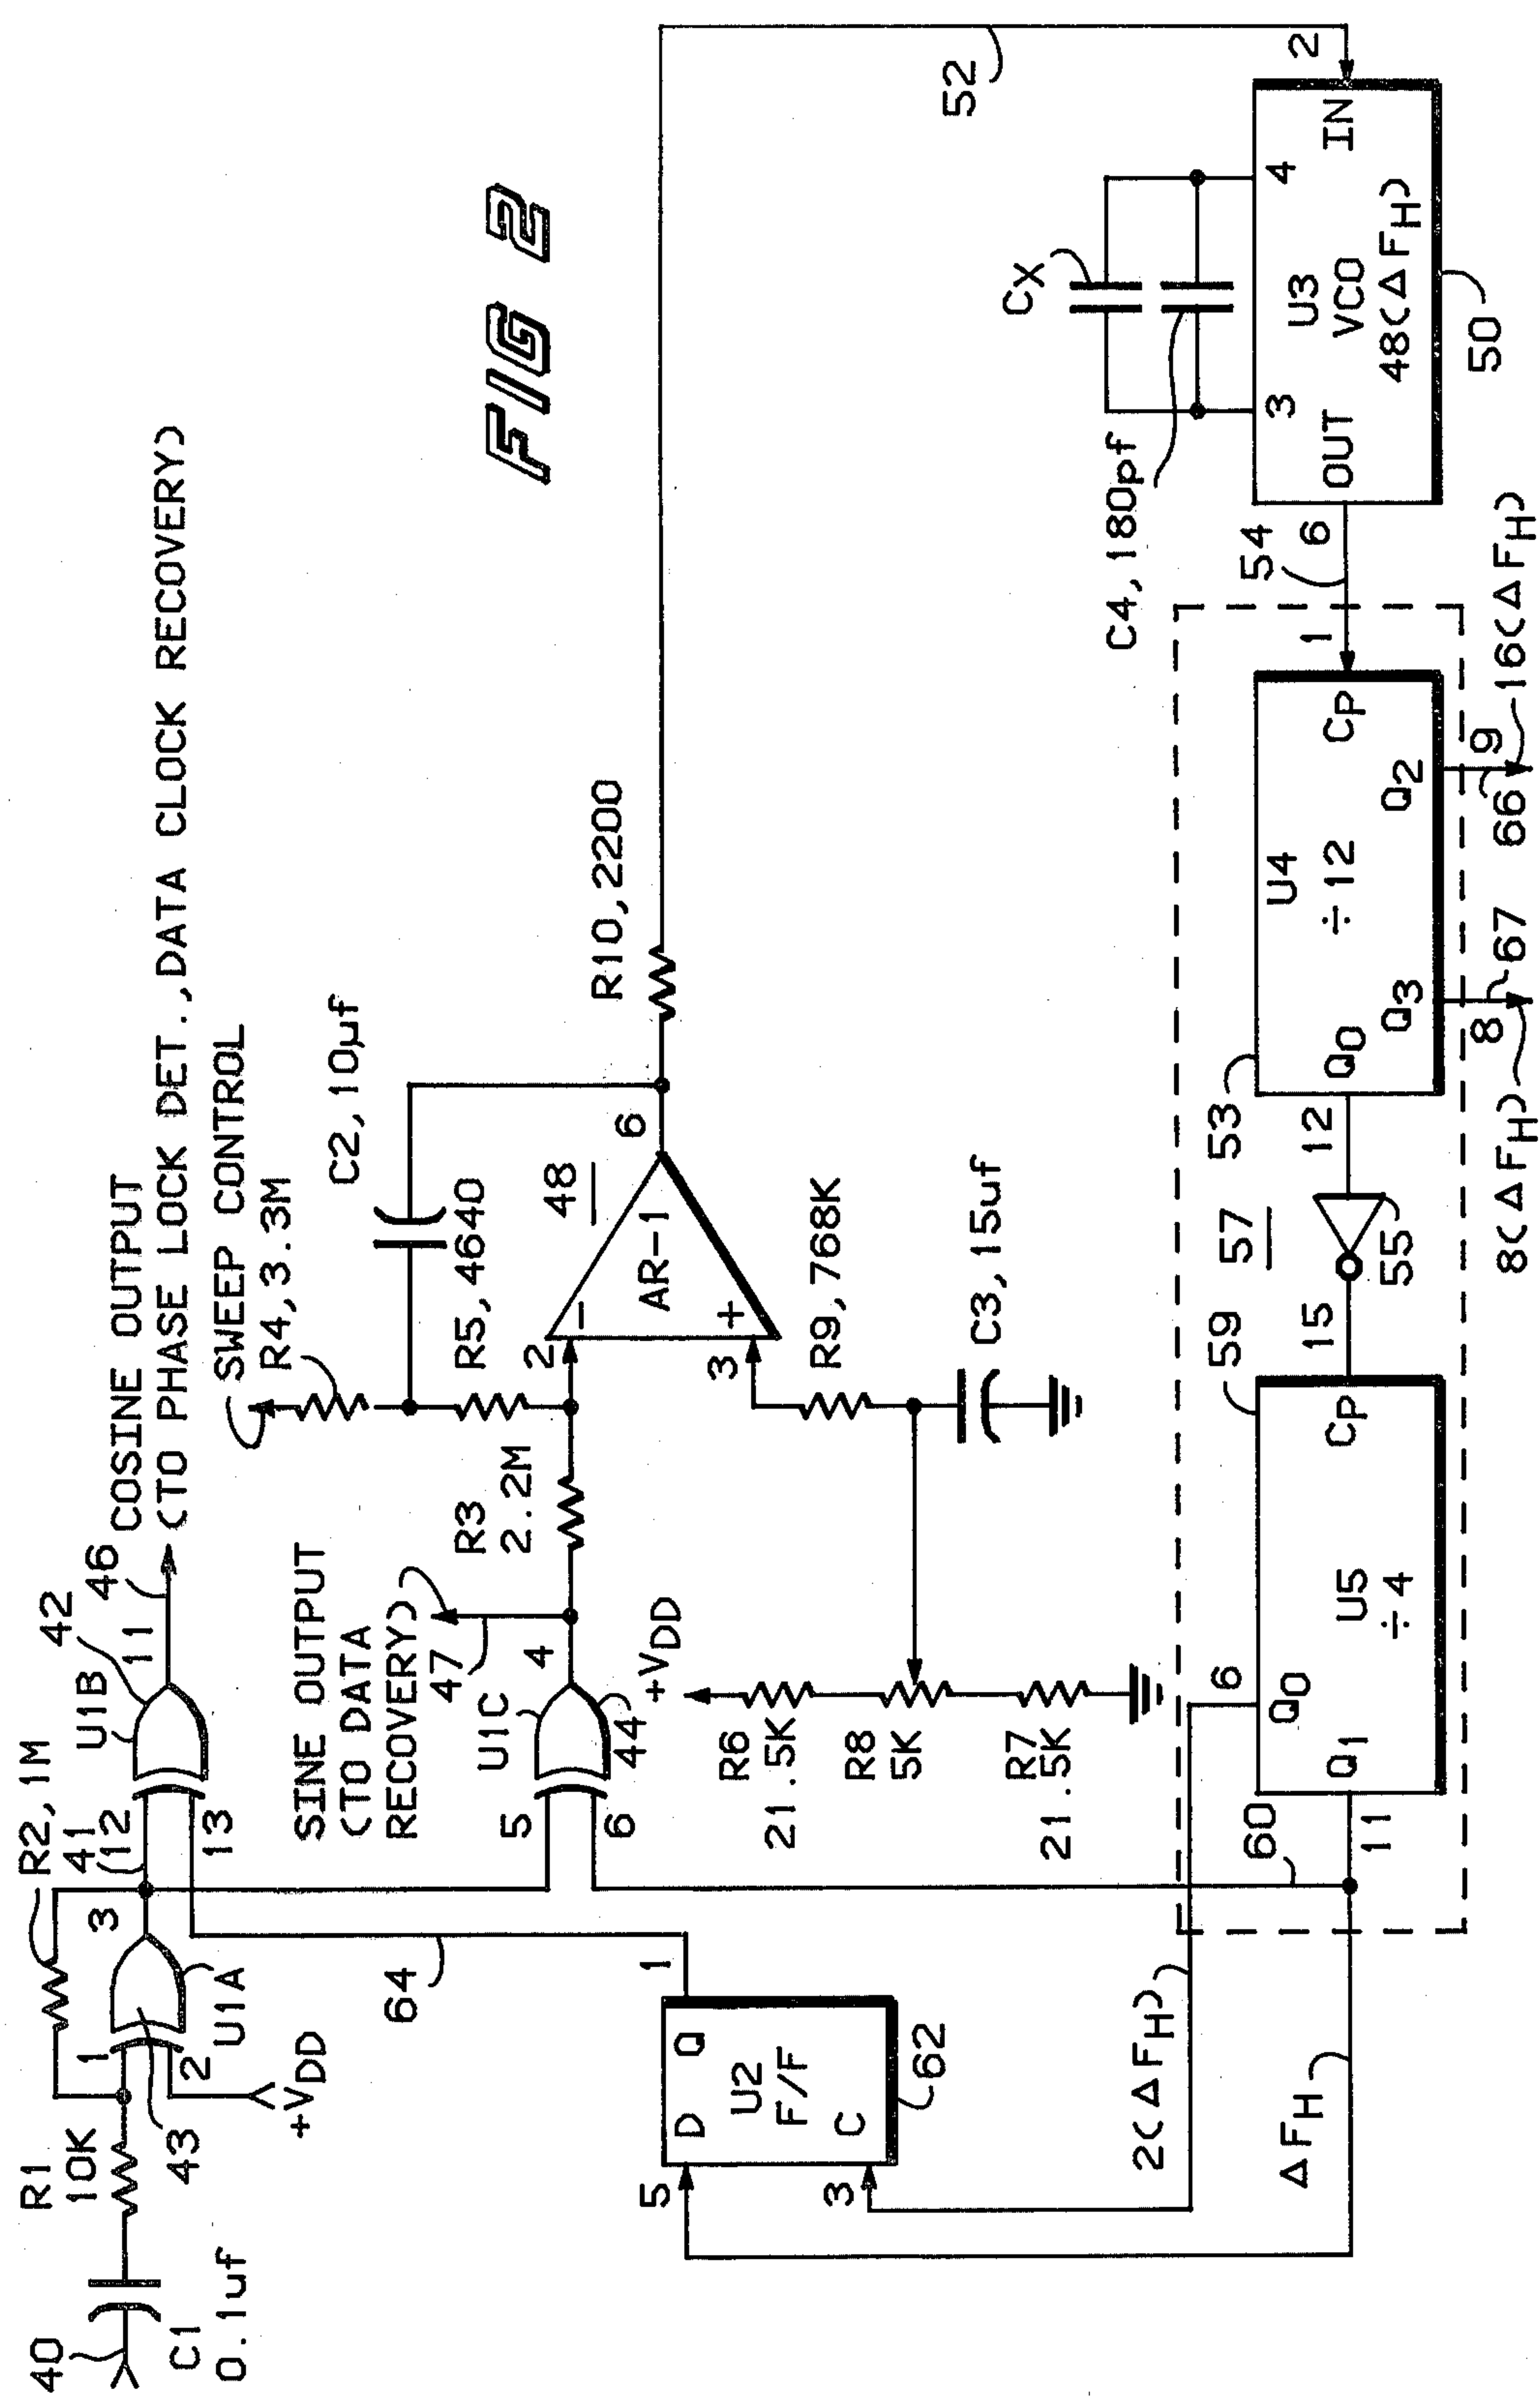 FIG 2
40
C1
0.1uf
R1
10K
43
1
2
+VDD
U1A
3
R2,1M
41
12
13
U1B
42
11
46
COSINE OUTPUT
(TO PHASE LOCK DET.,DATA CLOCK RECOVERY)
SWEEP CONTROL
R4,3.3M
C2,10µf
R5,4640
SINE OUTPUT
(TO DATA
RECOVERY)
47
U1C
5
6
4
44
R3
2.2M
2
3
−
+
AR-1
48
6
R10,2200
52
R9,768K
C3,15uf
+VDD
R6
21.5K
R8
5K
R7
21.5K
64
1
5
3
D
Q
U2
F/F
C
62
2(ΔFH)
ΔFH
60
6
11
Q0
Q1
U5
÷4
CP
59
15
57
55
12
53
Q0
Q3
U4
÷12
Q2
CP
1
8
67
8(ΔFH)
9
66
16(ΔFH)
54
6
C4,180pf
CX
3
4
OUT
U3
VCO
48(ΔFH)
IN
2
50